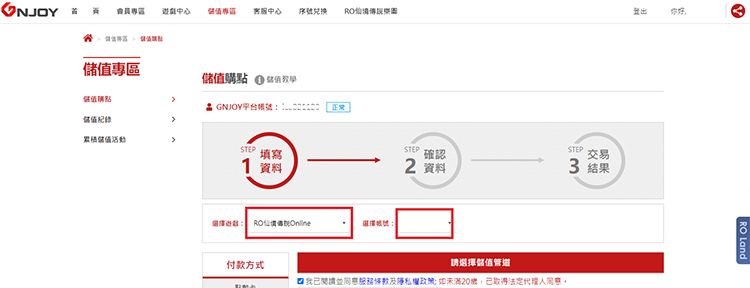 GNJOY 首 頁 會員專區 遊戲中心 儲值專區 客服中心 序號兌換 RO仙境傳說樂園 登出 你好,
儲值專區 儲值購點
儲值專區
儲值購點
儲值紀錄
累積儲值活動
儲值購點 儲值教學
GNJOY平台帳號： 正常
STEP 1 填寫資料
STEP 2 確認資料
STEP 3 交易結果
選擇遊戲： RO仙境傳說Online 選擇帳號：
付款方式
點數卡
請選擇儲值管道
我已閱讀並同意服務條款及隱私權政策; 如未滿20歲，已取得法定代理人同意。
RO Land